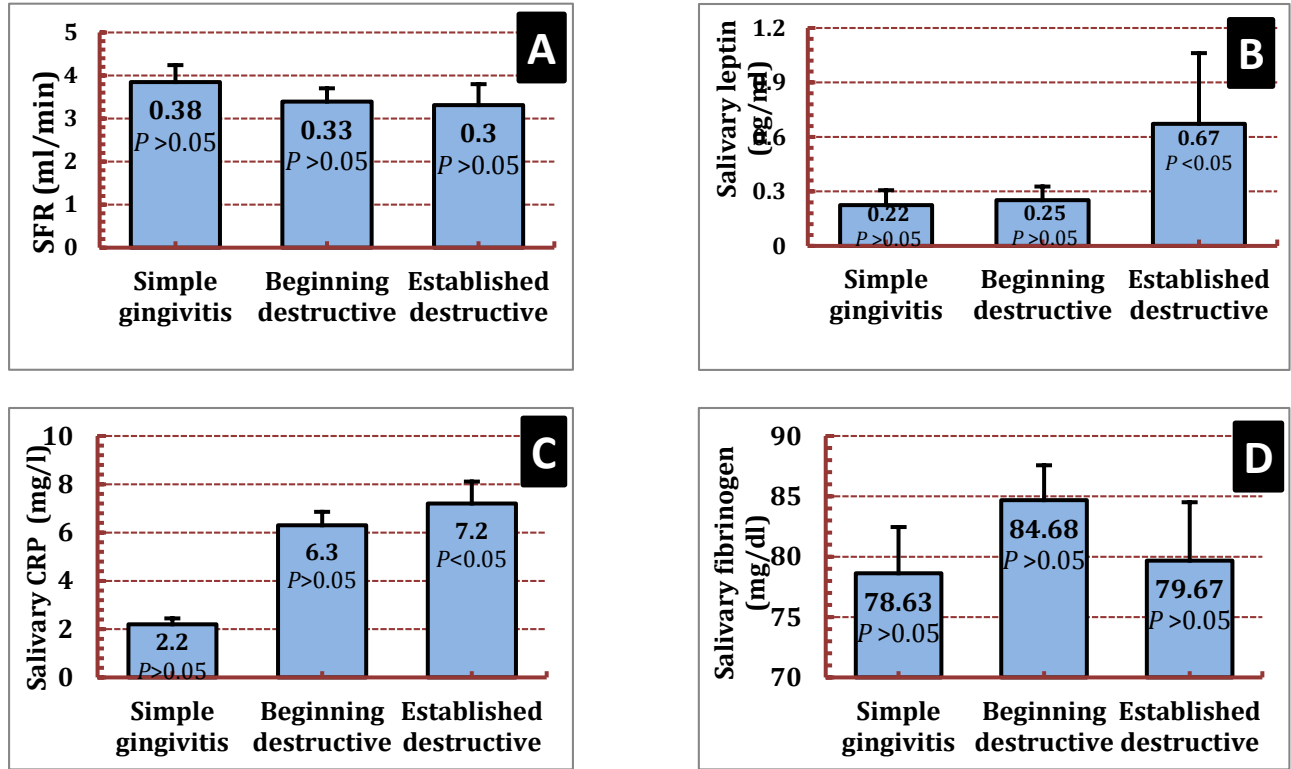 A
SFR (ml/min)
5
4
3
2
1
0
0.38
P >0.05
0.33
P >0.05
0.3
P >0.05
Simple
gingivitis
Beginning
destructive
Established
destructive
B
Salivary leptin
(ng/ml)
1.2
0.9
0.6
0.3
0
0.22
P >0.05
0.25
P >0.05
0.67
P <0.05
Simple
gingivitis
Beginning
destructive
Established
destructive
C
Salivary CRP (mg/l)
10
8
6
4
2
0
2.2
P>0.05
6.3
P>0.05
7.2
P<0.05
Simple
gingivitis
Beginning
destructive
Established
destructive
D
Salivary fibrinogen
(mg/dl)
90
85
80
75
70
78.63
P >0.05
84.68
P >0.05
79.67
P >0.05
Simple
gingivitis
Beginning
destructive
Established
destructive